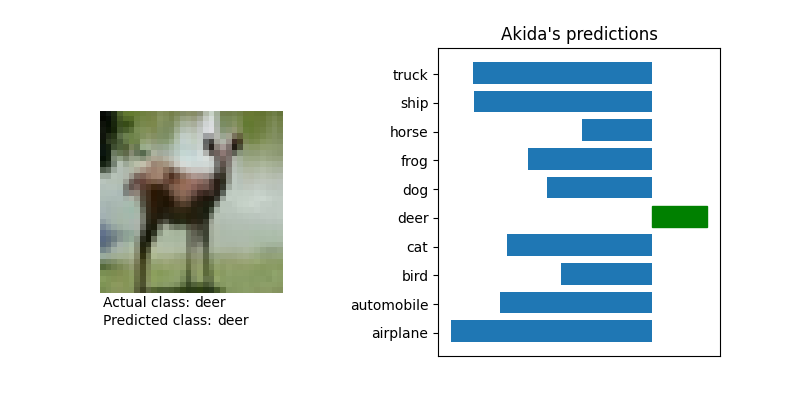 Akida's predictions
truck
ship
horse
frog
dog
deer
cat
bird
automobile
airplane
Actual class: deer
Predicted class: deer